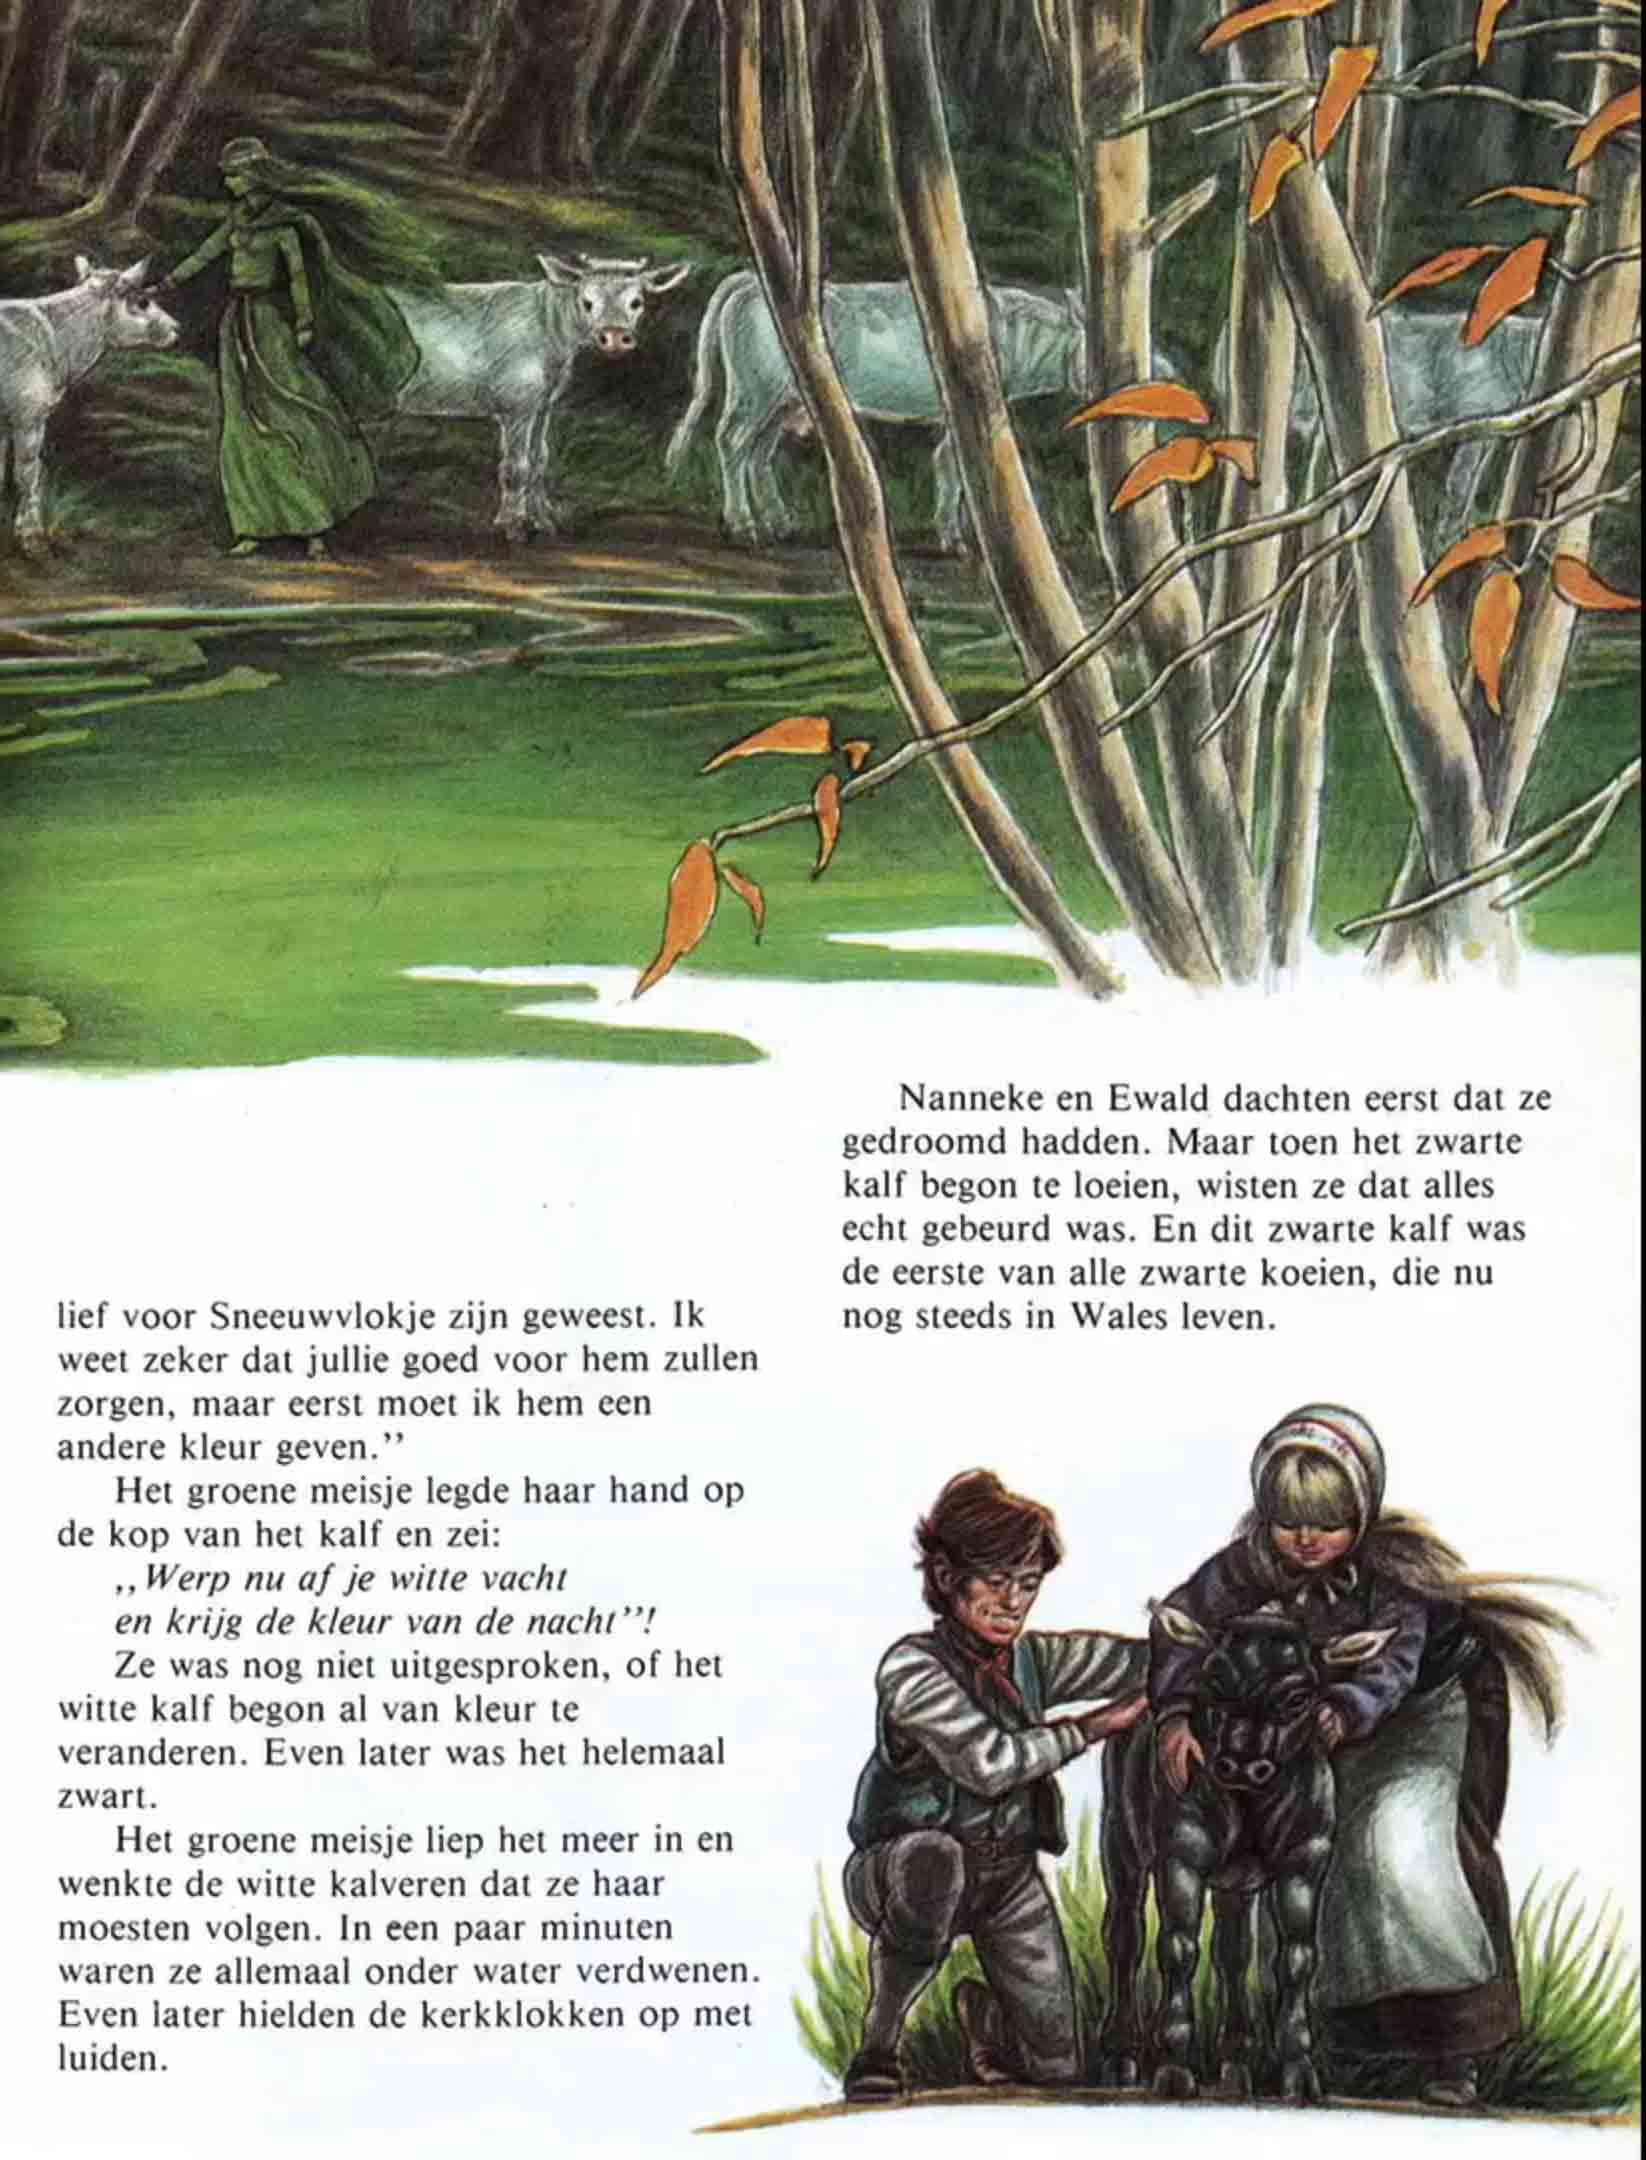 lief voor Sneeuwvlokje zijn geweest. Ik
weet zeker dat jullie goed voor hem zullen
zorgen, maar eerst moet ik hem een
andere kleur geven.”
Het groene meisje legde haar hand op
de kop van het kalf en zei:
„Werp nu af je witte vacht
en krijg de kleur van de nacht”!
Ze was nog niet uitgesproken, of het
witte kalf begon al van kleur te
veranderen. Even later was het helemaal
zwart.
Het groene meisje liep het meer in en
wenkte de witte kalveren dat ze haar
moesten volgen. In een paar minuten
waren ze allemaal onder water verdwenen.
Even later hielden de kerkklokken op met
luiden.
Nanneke en Ewald dachten eerst dat ze
gedroomd hadden. Maar toen het zwarte
kalf begon te loeien, wisten ze dat alles
echt gebeurd was. En dit zwarte kalf was
de eerste van alle zwarte koeien, die nu
nog steeds in Wales leven.